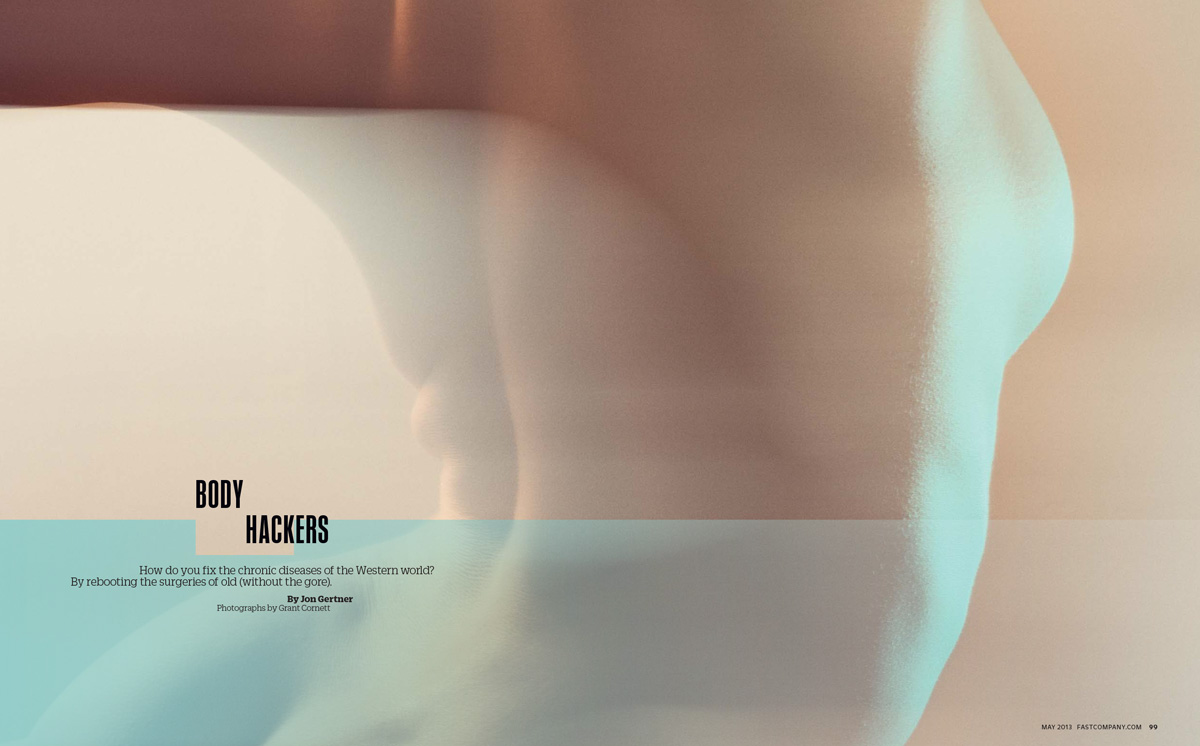 BODY
HACKERS
How do you fix the chronic diseases of the Western world?
By rebooting the surgeries of old (without the gore).
By Jon Gertner
Photographs by Grant Cornett
MAY 2013 FASTCOMPANY.COM 99